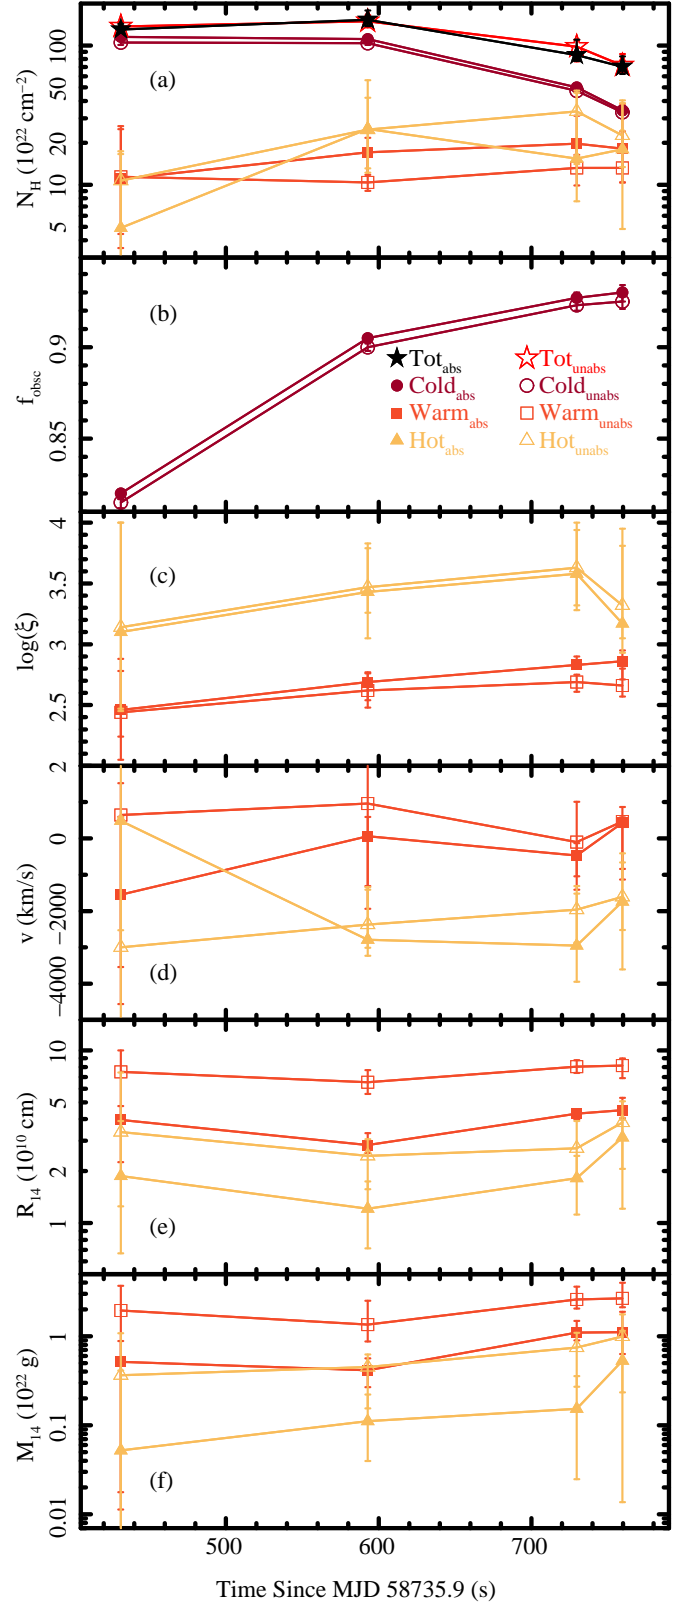 N_H (10^22 cm^−2)
100
50
20
10
5
(a)
f_obsc
0.9
0.85
(b)
Tot_abs
Tot_unabs
Cold_abs
Cold_unabs
Warm_abs
Warm_unabs
Hot_abs
Hot_unabs
log(ξ)
4
3.5
3
2.5
(c)
v (km/s)
2
0
−2000
−4000
(d)
R_14 (10^10 cm)
10
5
2
1
(e)
M_14 (10^22 g)
1
0.1
0.01
(f)
500
600
700
Time Since MJD 58735.9 (s)